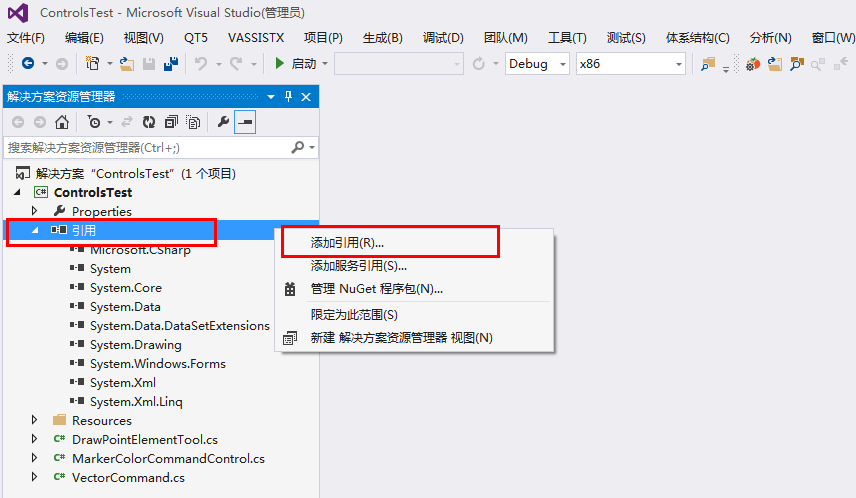 ControlsTest - Microsoft Visual Studio(管理员)
文件(F) 编辑(E) 视图(V) QT5 VASSISTX 项目(P) 生成(B) 调试(D) 团队(M) 工具(T) 测试(S) 体系结构(C) 分析(N) 窗口(W)
启动 Debug x86
解决方案资源管理器
搜索解决方案资源管理器(Ctrl+;)
解决方案“ControlsTest”(1 个项目)
C# ControlsTest
Properties
引用
Microsoft.CSharp
System
System.Core
System.Data
System.Data.DataSetExtensions
System.Drawing
System.Windows.Forms
System.Xml
System.Xml.Linq
Resources
C# DrawPointElementTool.cs
C# MarkerColorCommandControl.cs
C# VectorCommand.cs
添加引用(R)...
添加服务引用(S)...
管理 NuGet 程序包(N)...
限定为此范围(S)
新建 解决方案资源管理器 视图(N)